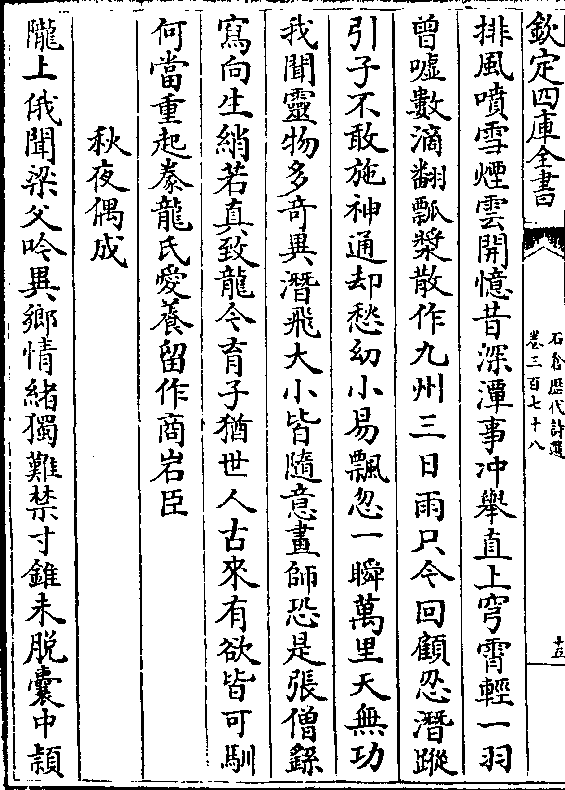 欽定四庫全書
石倉歷代詩選
卷三百七十八
十五
排風噴雪煙雲開憶昔深潭事冲舉直上穹霄輕一羽
曾噓數滴翻瓢漿散作九州三日雨只今回顧忍潛蹤
引子不敢施神通却愁幼小易飄忽一瞬萬里天無功
我聞靈物多奇異潛飛大小皆隨意畫師恐是張僧繇
寫向生綃若真致龍今育子猶世人古來有欲皆可馴
何當重起豢龍氏愛養留作商岩臣
秋夜偶成
隴上俄聞梁父吟異鄉情緒獨難禁寸錐未脫囊中穎